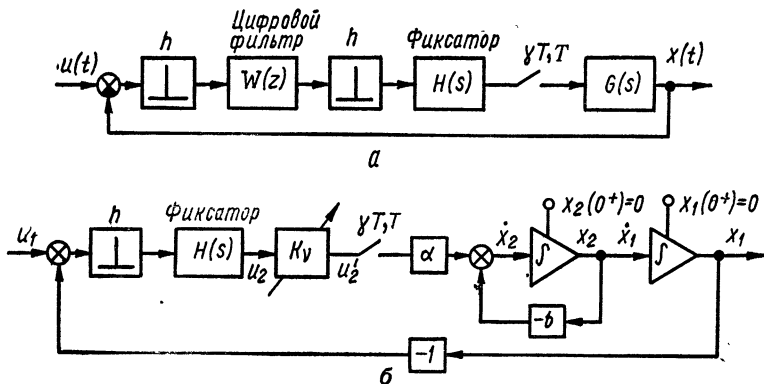 Цифровой
фильтр
h
h
Фиксатор
u(t)
W(z)
H(s)
γT, T
G(s)
x(t)
а
h
Фиксатор
γT, T
x₂(0⁺)=0
x₁(0⁺)=0
u₁
H(s)
u₂
Kν
u₂′
α
ẋ₂
∫
x₂
ẋ₁
∫
x₁
-b
-1
б